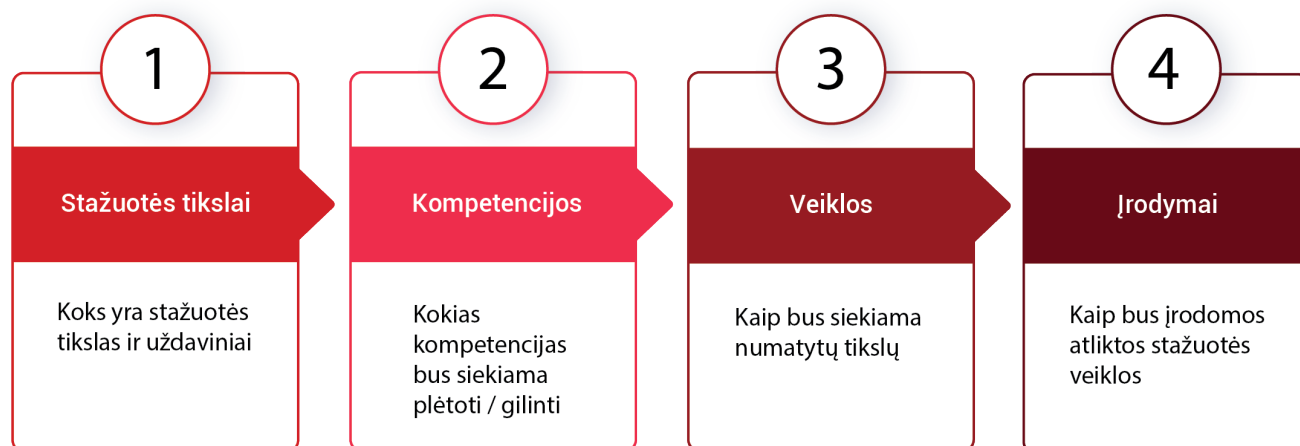 1
Stažuotės tikslai
Koks yra stažuotės
tikslas ir uždaviniai
2
Kompetencijos
Kokias
kompetencijas
bus siekiama
plėtoti / gilinti
3
Veiklos
Kaip bus siekiama
numatytų tikslų
4
Įrodymai
Kaip bus įrodomos
atliktos stažuotės
veiklos